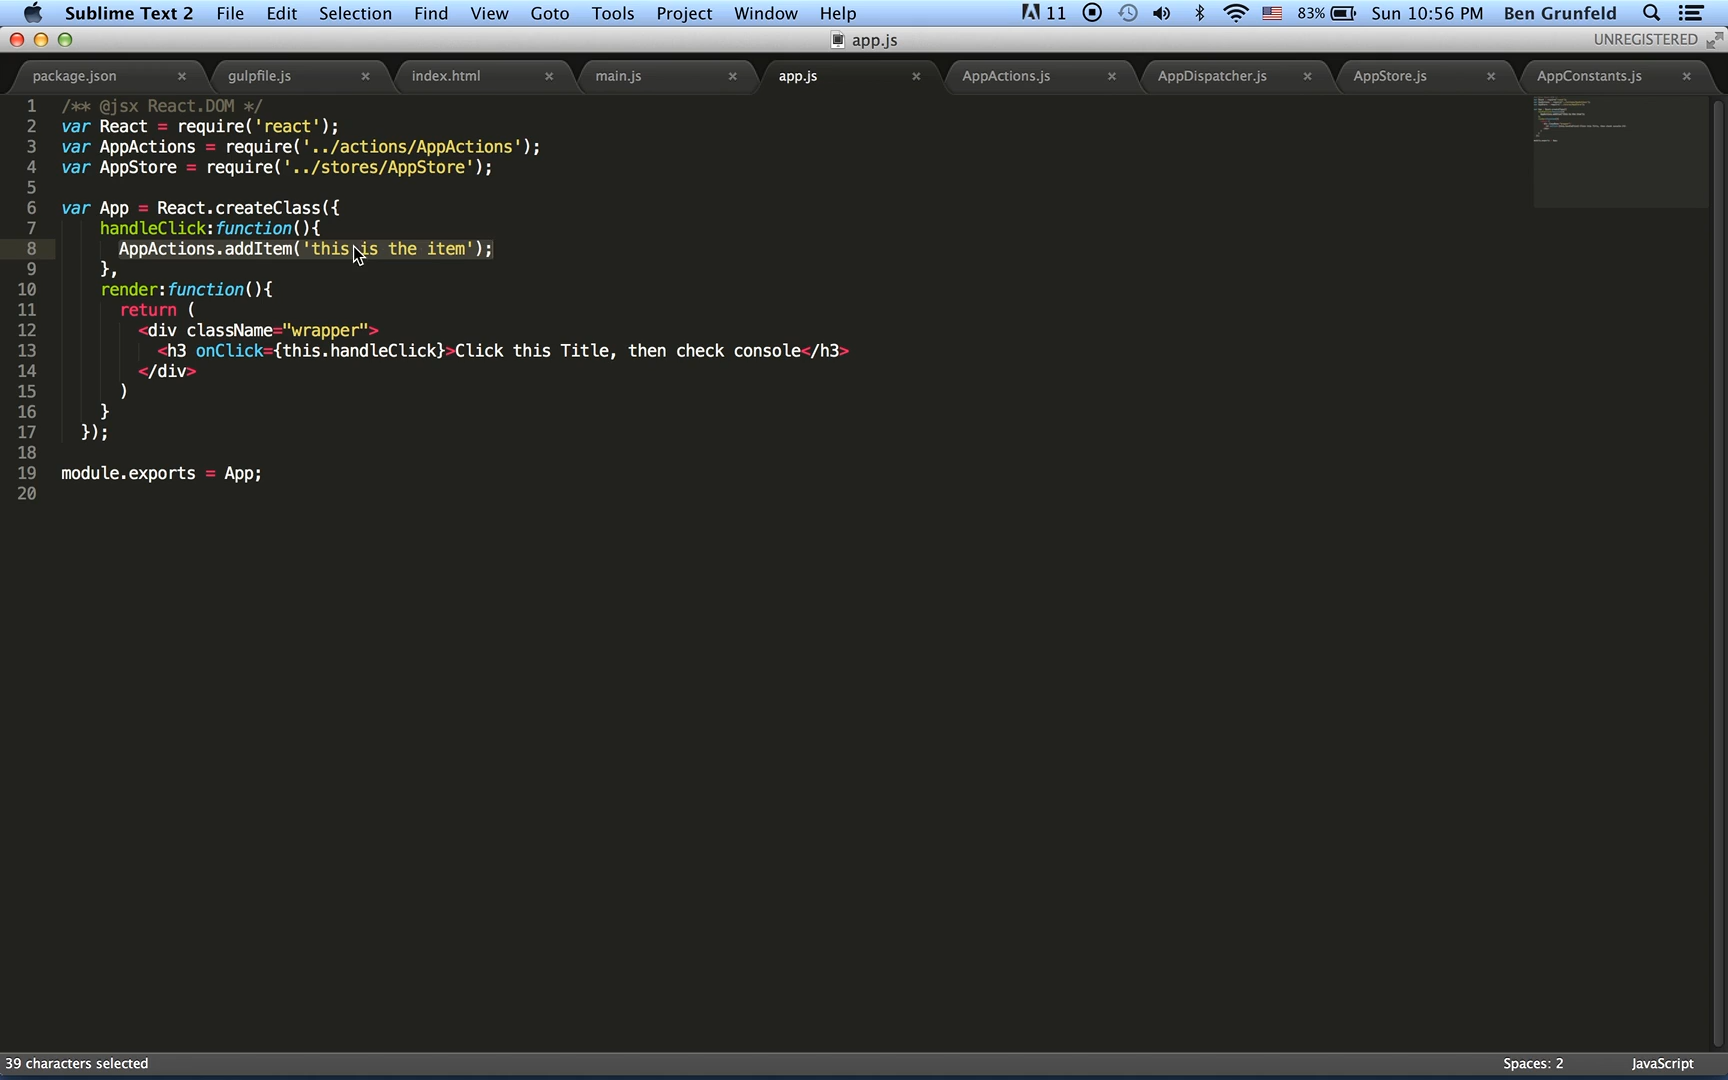 Sublime Text 2 File Edit Selection Find View Goto Tools Project Window Help 11 83% Sun 10:56 PM Ben Grunfeld
app.js UNREGISTERED
package.json × gulpfile.js × index.html × main.js × app.js × AppActions.js × AppDispatcher.js × AppStore.js × AppConstants.js ×
1 /** @jsx React.DOM */
2 var React = require('react');
3 var AppActions = require('../actions/AppActions');
4 var AppStore = require('../stores/AppStore');
5
6 var App = React.createClass({
7 handleClick:function(){
8 AppActions.addItem('this is the item');
9 },
10 render:function(){
11 return (
12 <div className="wrapper">
13 <h3 onClick={this.handleClick}>Click this Title, then check console</h3>
14 </div>
15 )
16 }
17 });
18
19 module.exports = App;
20
39 characters selected Spaces: 2 JavaScript